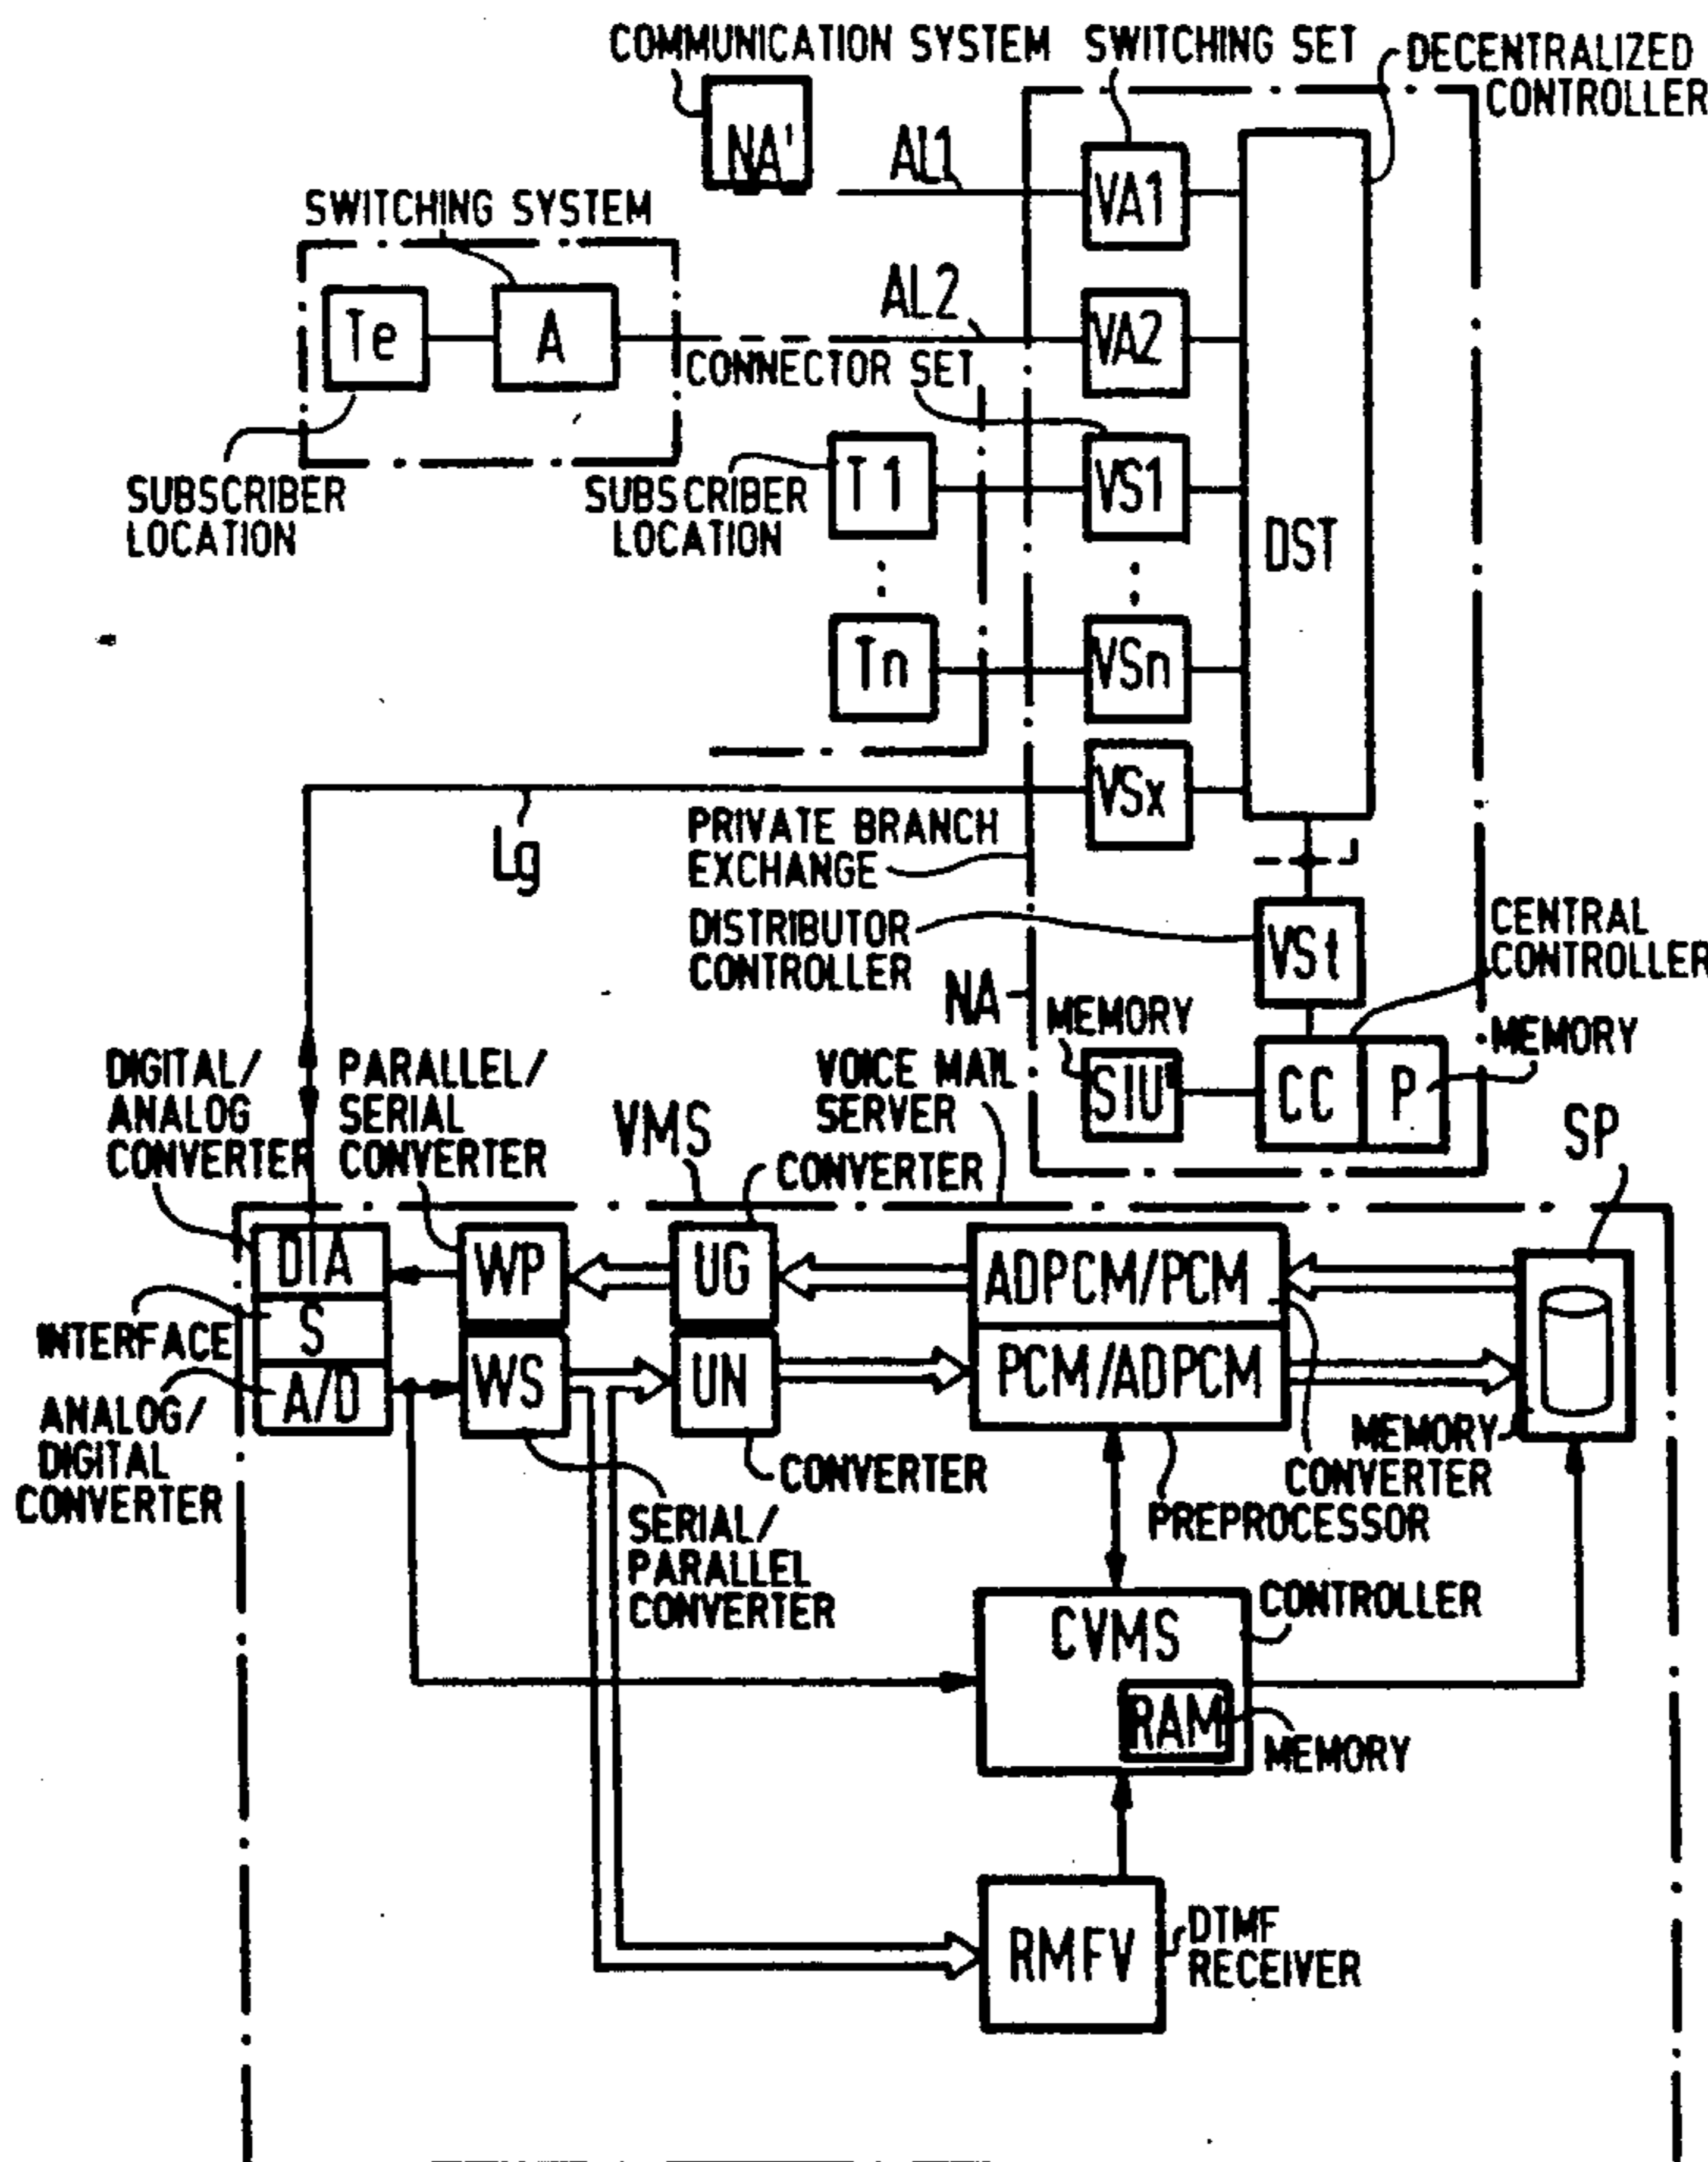 COMMUNICATION SYSTEM
SWITCHING SET
DECENTRALIZED
CONTROLLER
NA'
AL1
VA1
SWITCHING SYSTEM
Te
A
AL2
VA2
CONNECTOR SET
SUBSCRIBER
LOCATION
SUBSCRIBER
LOCATION
T1
VS1
DST
Tn
VSn
VSx
Lg
PRIVATE BRANCH
EXCHANGE
DISTRIBUTOR
CONTROLLER
VSt
CENTRAL
CONTROLLER
NA
MEMORY
SIU
CC
P
MEMORY
DIGITAL/
ANALOG
CONVERTER
PARALLEL/
SERIAL
CONVERTER
VMS
VOICE MAIL
SERVER
CONVERTER
SP
D/A
WP
UG
ADPCM/PCM
INTERFACE
S
A/D
WS
UN
PCM/ADPCM
ANALOG/
DIGITAL
CONVERTER
CONVERTER
MEMORY
CONVERTER
SERIAL/
PARALLEL
CONVERTER
PREPROCESSOR
CVMS
CONTROLLER
RAM
MEMORY
RMFV
DTMF
RECEIVER